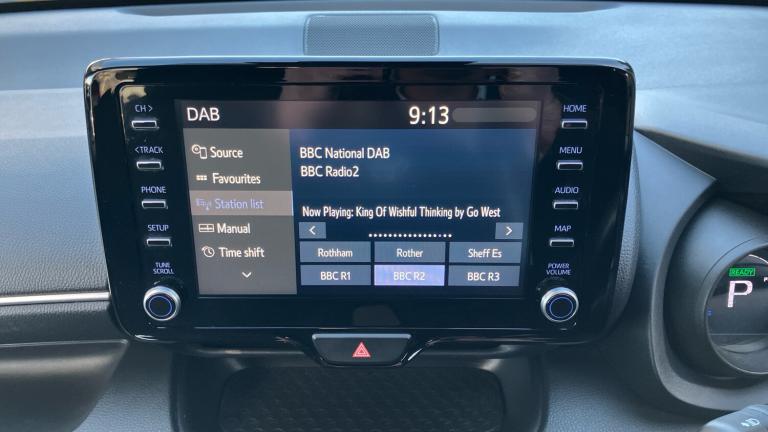 CH >
<TRACK
PHONE
SETUP
TUNE
SCROLL
DAB
9:13
Source
Favourites
Station list
Manual
Time shift
BBC National DAB
BBC Radio2
Now Playing: King Of Wishful Thinking by Go West
<
>
Rothham
Rother
Sheff Es
BBC R1
BBC R2
BBC R3
HOME
MENU
AUDIO
MAP
POWER
VOLUME
READY
P